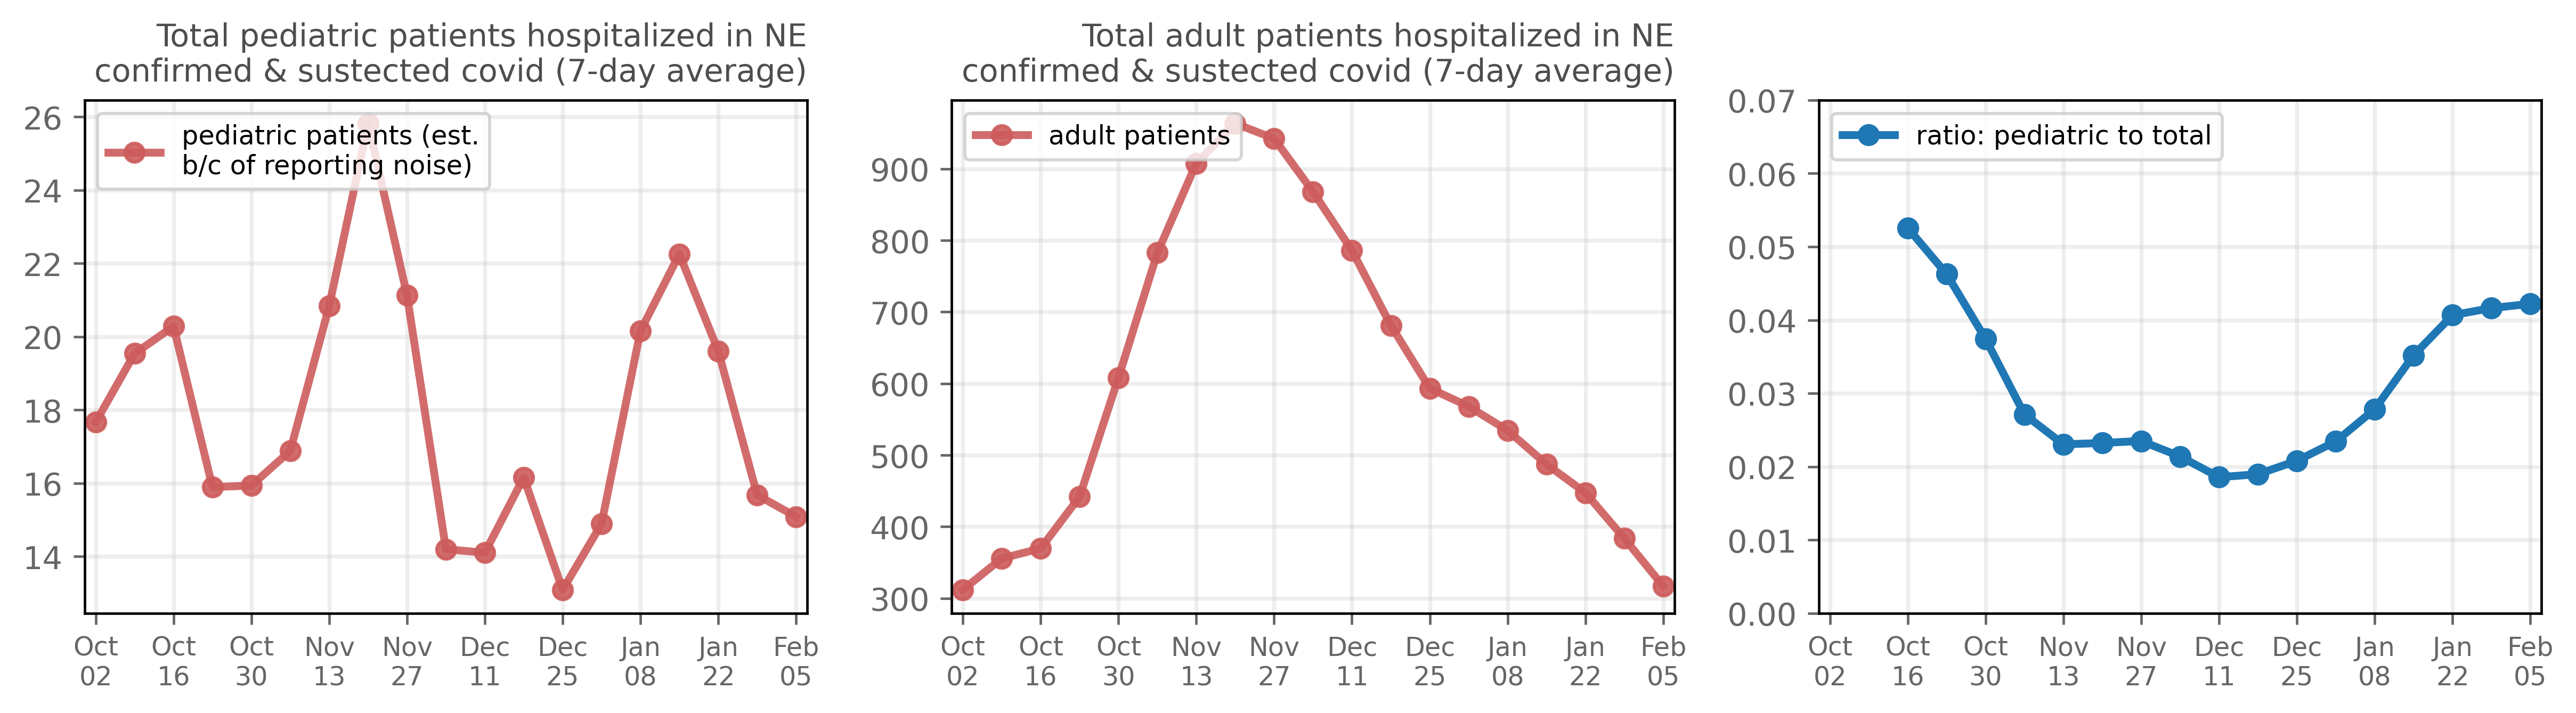 Total pediatric patients hospitalized in NE
confirmed & sustected covid (7-day average)
pediatric patients (est.
b/c of reporting noise)
26
24
22
20
18
16
14
Oct Oct Oct Nov Nov Dec Dec Jan Jan Feb
02 16 30 13 27 11 25 08 22 05
Total adult patients hospitalized in NE
confirmed & sustected covid (7-day average)
adult patients
900
800
700
600
500
400
300
Oct Oct Oct Nov Nov Dec Dec Jan Jan Feb
02 16 30 13 27 11 25 08 22 05
ratio: pediatric to total
0.07
0.06
0.05
0.04
0.03
0.02
0.01
0.00
Oct Oct Oct Nov Nov Dec Dec Jan Jan Feb
02 16 30 13 27 11 25 08 22 05